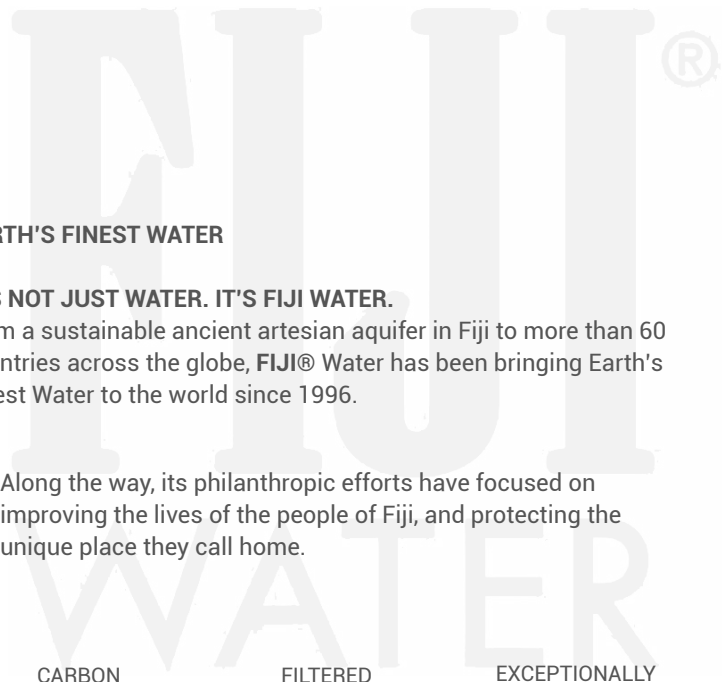 FIJI®
WATER
RTH'S FINEST WATER
S NOT JUST WATER. IT'S FIJI WATER.
m a sustainable ancient artesian aquifer in Fiji to more than 60
ntries across the globe, FIJI® Water has been bringing Earth's
est Water to the world since 1996.
Along the way, its philanthropic efforts have focused on
improving the lives of the people of Fiji, and protecting the
unique place they call home.
CARBON FILTERED EXCEPTIONALLY